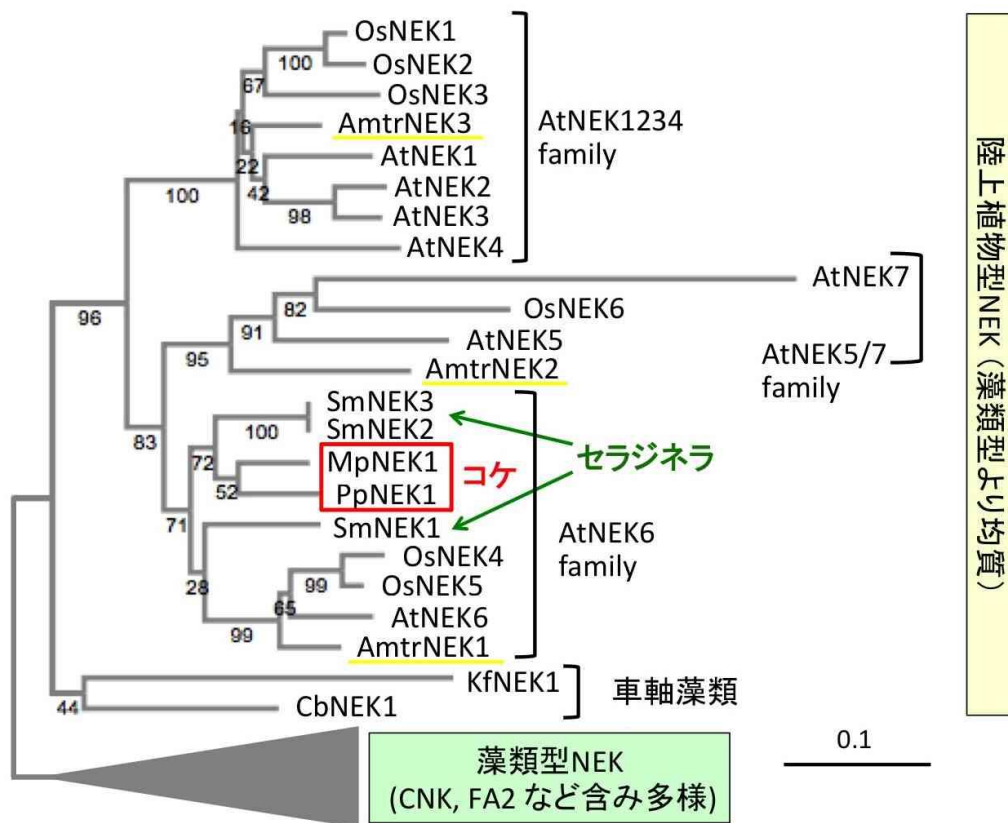 OsNEK1
100
OsNEK2
67
OsNEK3
16
AmtrNEK3
AtNEK1234
family
22
AtNEK1
42
AtNEK2
100
98
AtNEK3
AtNEK4
AtNEK7
82
OsNEK6
96
91
AtNEK5
95
AmtrNEK2
AtNEK5/7
family
SmNEK3
83
100
SmNEK2
セラジネラ
72
MpNEK1
コケ
52
PpNEK1
71
SmNEK1
AtNEK6
family
OsNEK4
28
99
OsNEK5
65
AtNEK6
99
AmtrNEK1
KfNEK1
車軸藻類
44
CbNEK1
藻類型NEK
(CNK, FA2 など含み多様)
0.1
陸上植物型NEK（藻類型より均質）